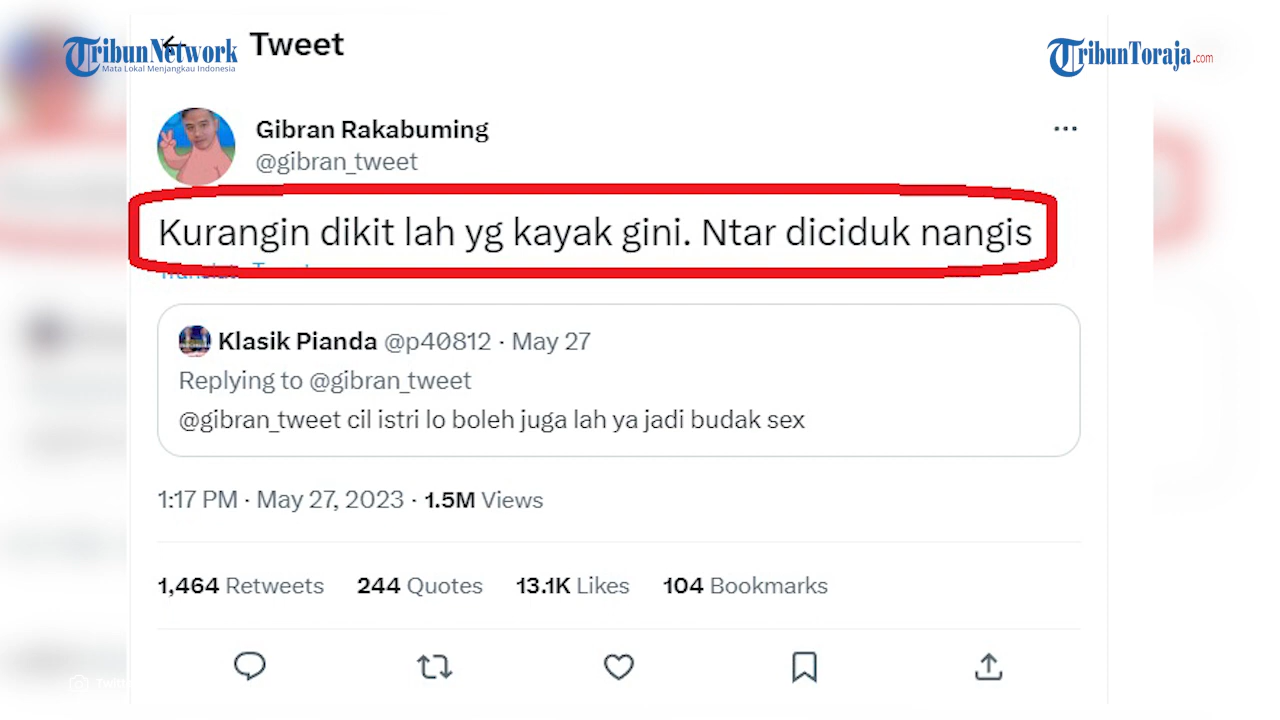 TribunNetwork
Mata Lokal Menjangkau Indonesia
Tweet
TribunToraja.com
Gibran Rakabuming
@gibran_tweet
Kurangin dikit lah yg kayak gini. Ntar diciduk nangis
Klasik Pianda @p40812 · May 27
Replying to @gibran_tweet
@gibran_tweet cil istri lo boleh juga lah ya jadi budak sex
1:17 PM · May 27, 2023 · 1.5M Views
1,464 Retweets 244 Quotes 13.1K Likes 104 Bookmarks